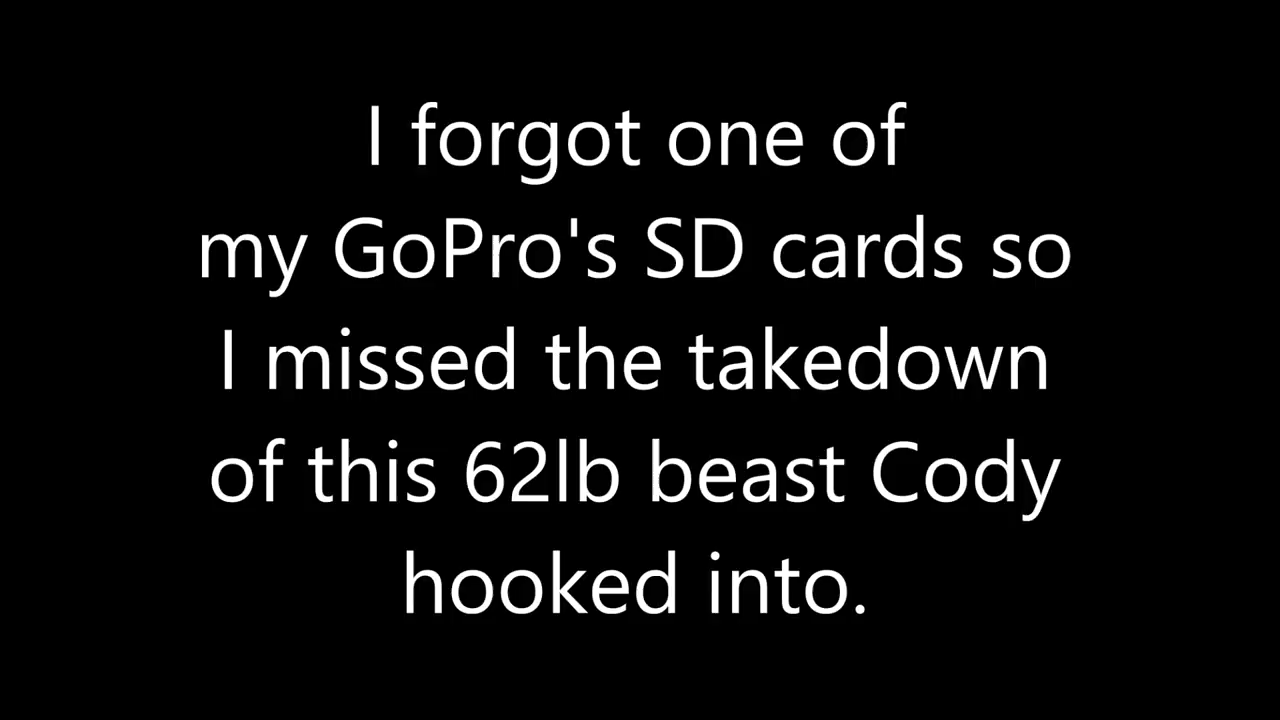 I forgot one of
my GoPro's SD cards so
I missed the takedown
of this 62lb beast Cody
hooked into.